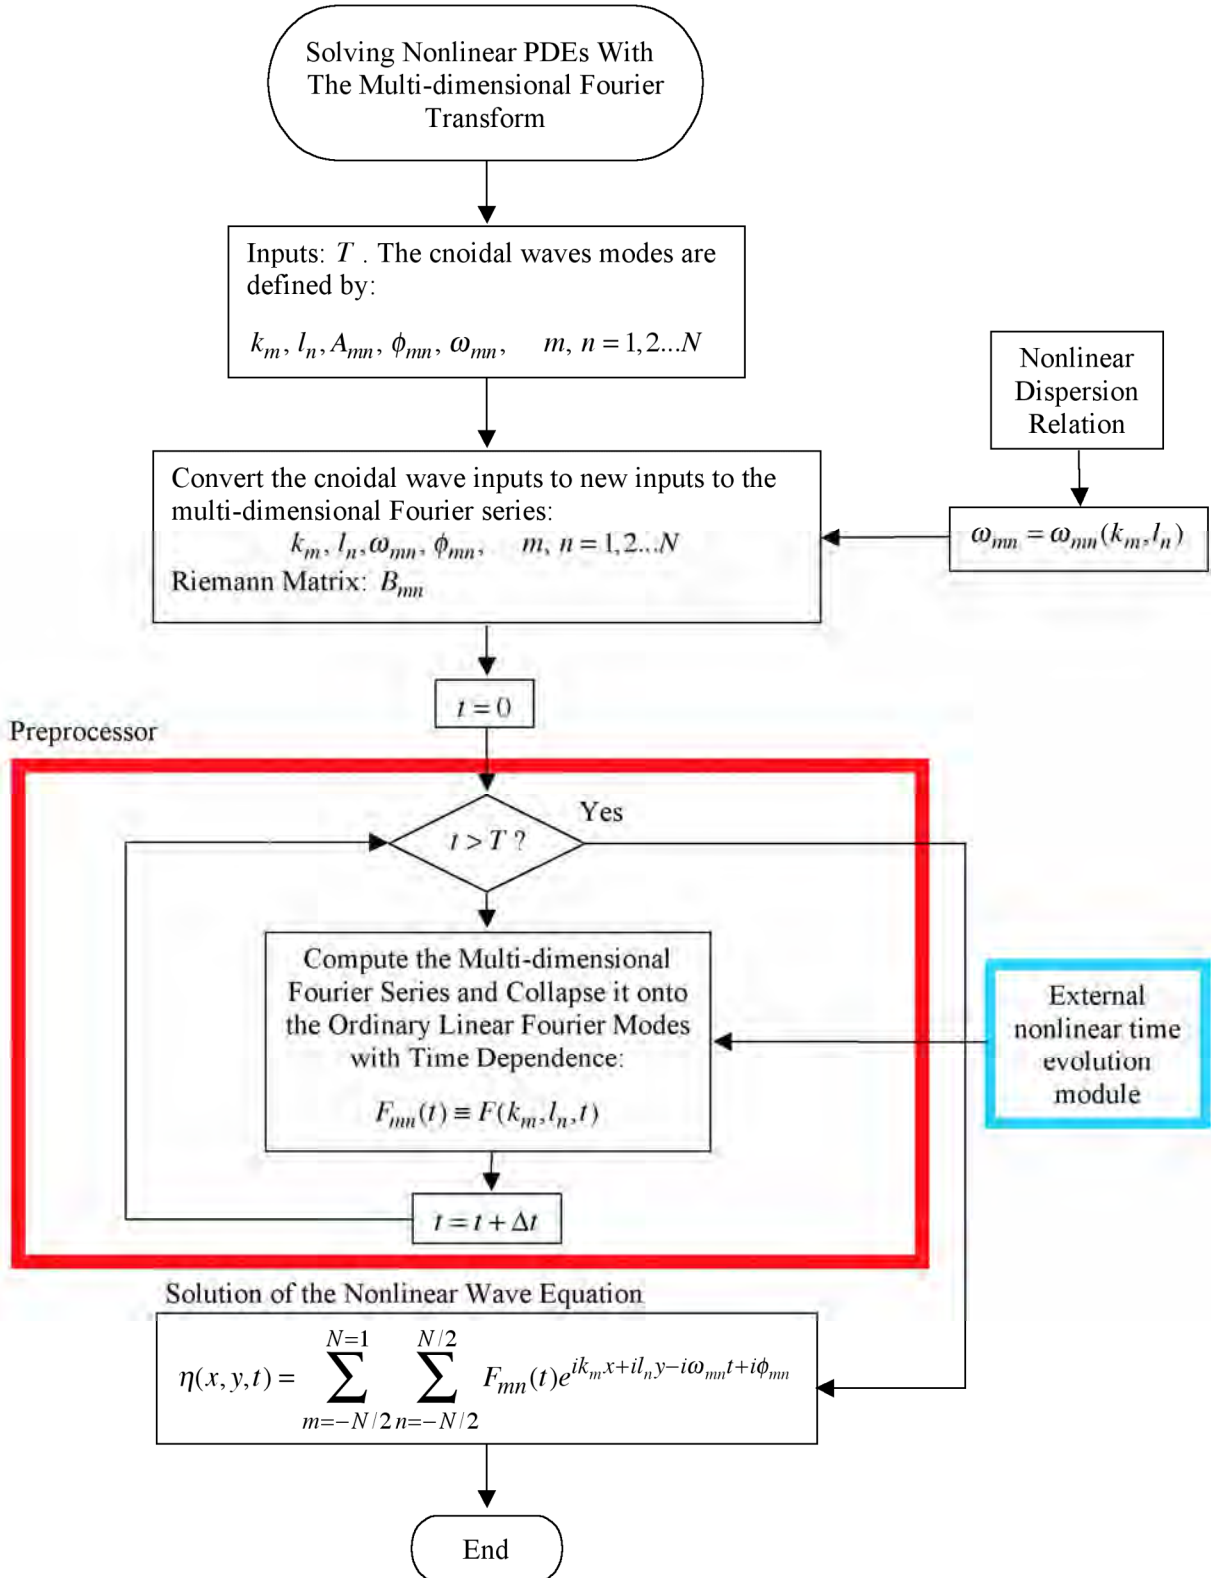 Solving Nonlinear PDEs With
The Multi-dimensional Fourier
Transform
Inputs: T . The cnoidal waves modes are
defined by:
k_m, l_n, A_mn, ϕ_mn, ω_mn, m, n = 1,2...N
Nonlinear
Dispersion
Relation
Convert the cnoidal wave inputs to new inputs to the
multi-dimensional Fourier series:
k_m, l_n, ω_mn, ϕ_mn, m, n = 1,2...N
Riemann Matrix: B_mn
ω_mn = ω_mn(k_m, l_n)
t = 0
Preprocessor
t > T ?
Yes
Compute the Multi-dimensional
Fourier Series and Collapse it onto
the Ordinary Linear Fourier Modes
with Time Dependence:
F_mn(t) ≡ F(k_m, l_n, t)
External
nonlinear time
evolution
module
t = t + Δt
Solution of the Nonlinear Wave Equation
η(x, y, t) = ∑_{m=−N/2}^{N=1} ∑_{n=−N/2}^{N/2} F_mn(t)e^{ik_m x+il_n y−iω_mn t+iϕ_mn}
End